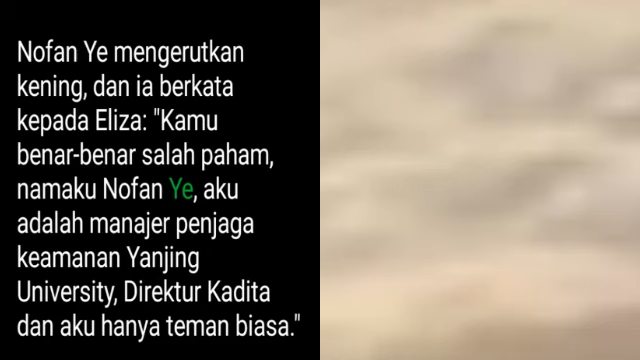 Nofan Ye mengerutkan
kening, dan ia berkata
kepada Eliza: "Kamu
benar-benar salah paham,
namaku Nofan Ye, aku
adalah manajer penjaga
keamanan Yanjing
University, Direktur Kadita
dan aku hanya teman biasa."